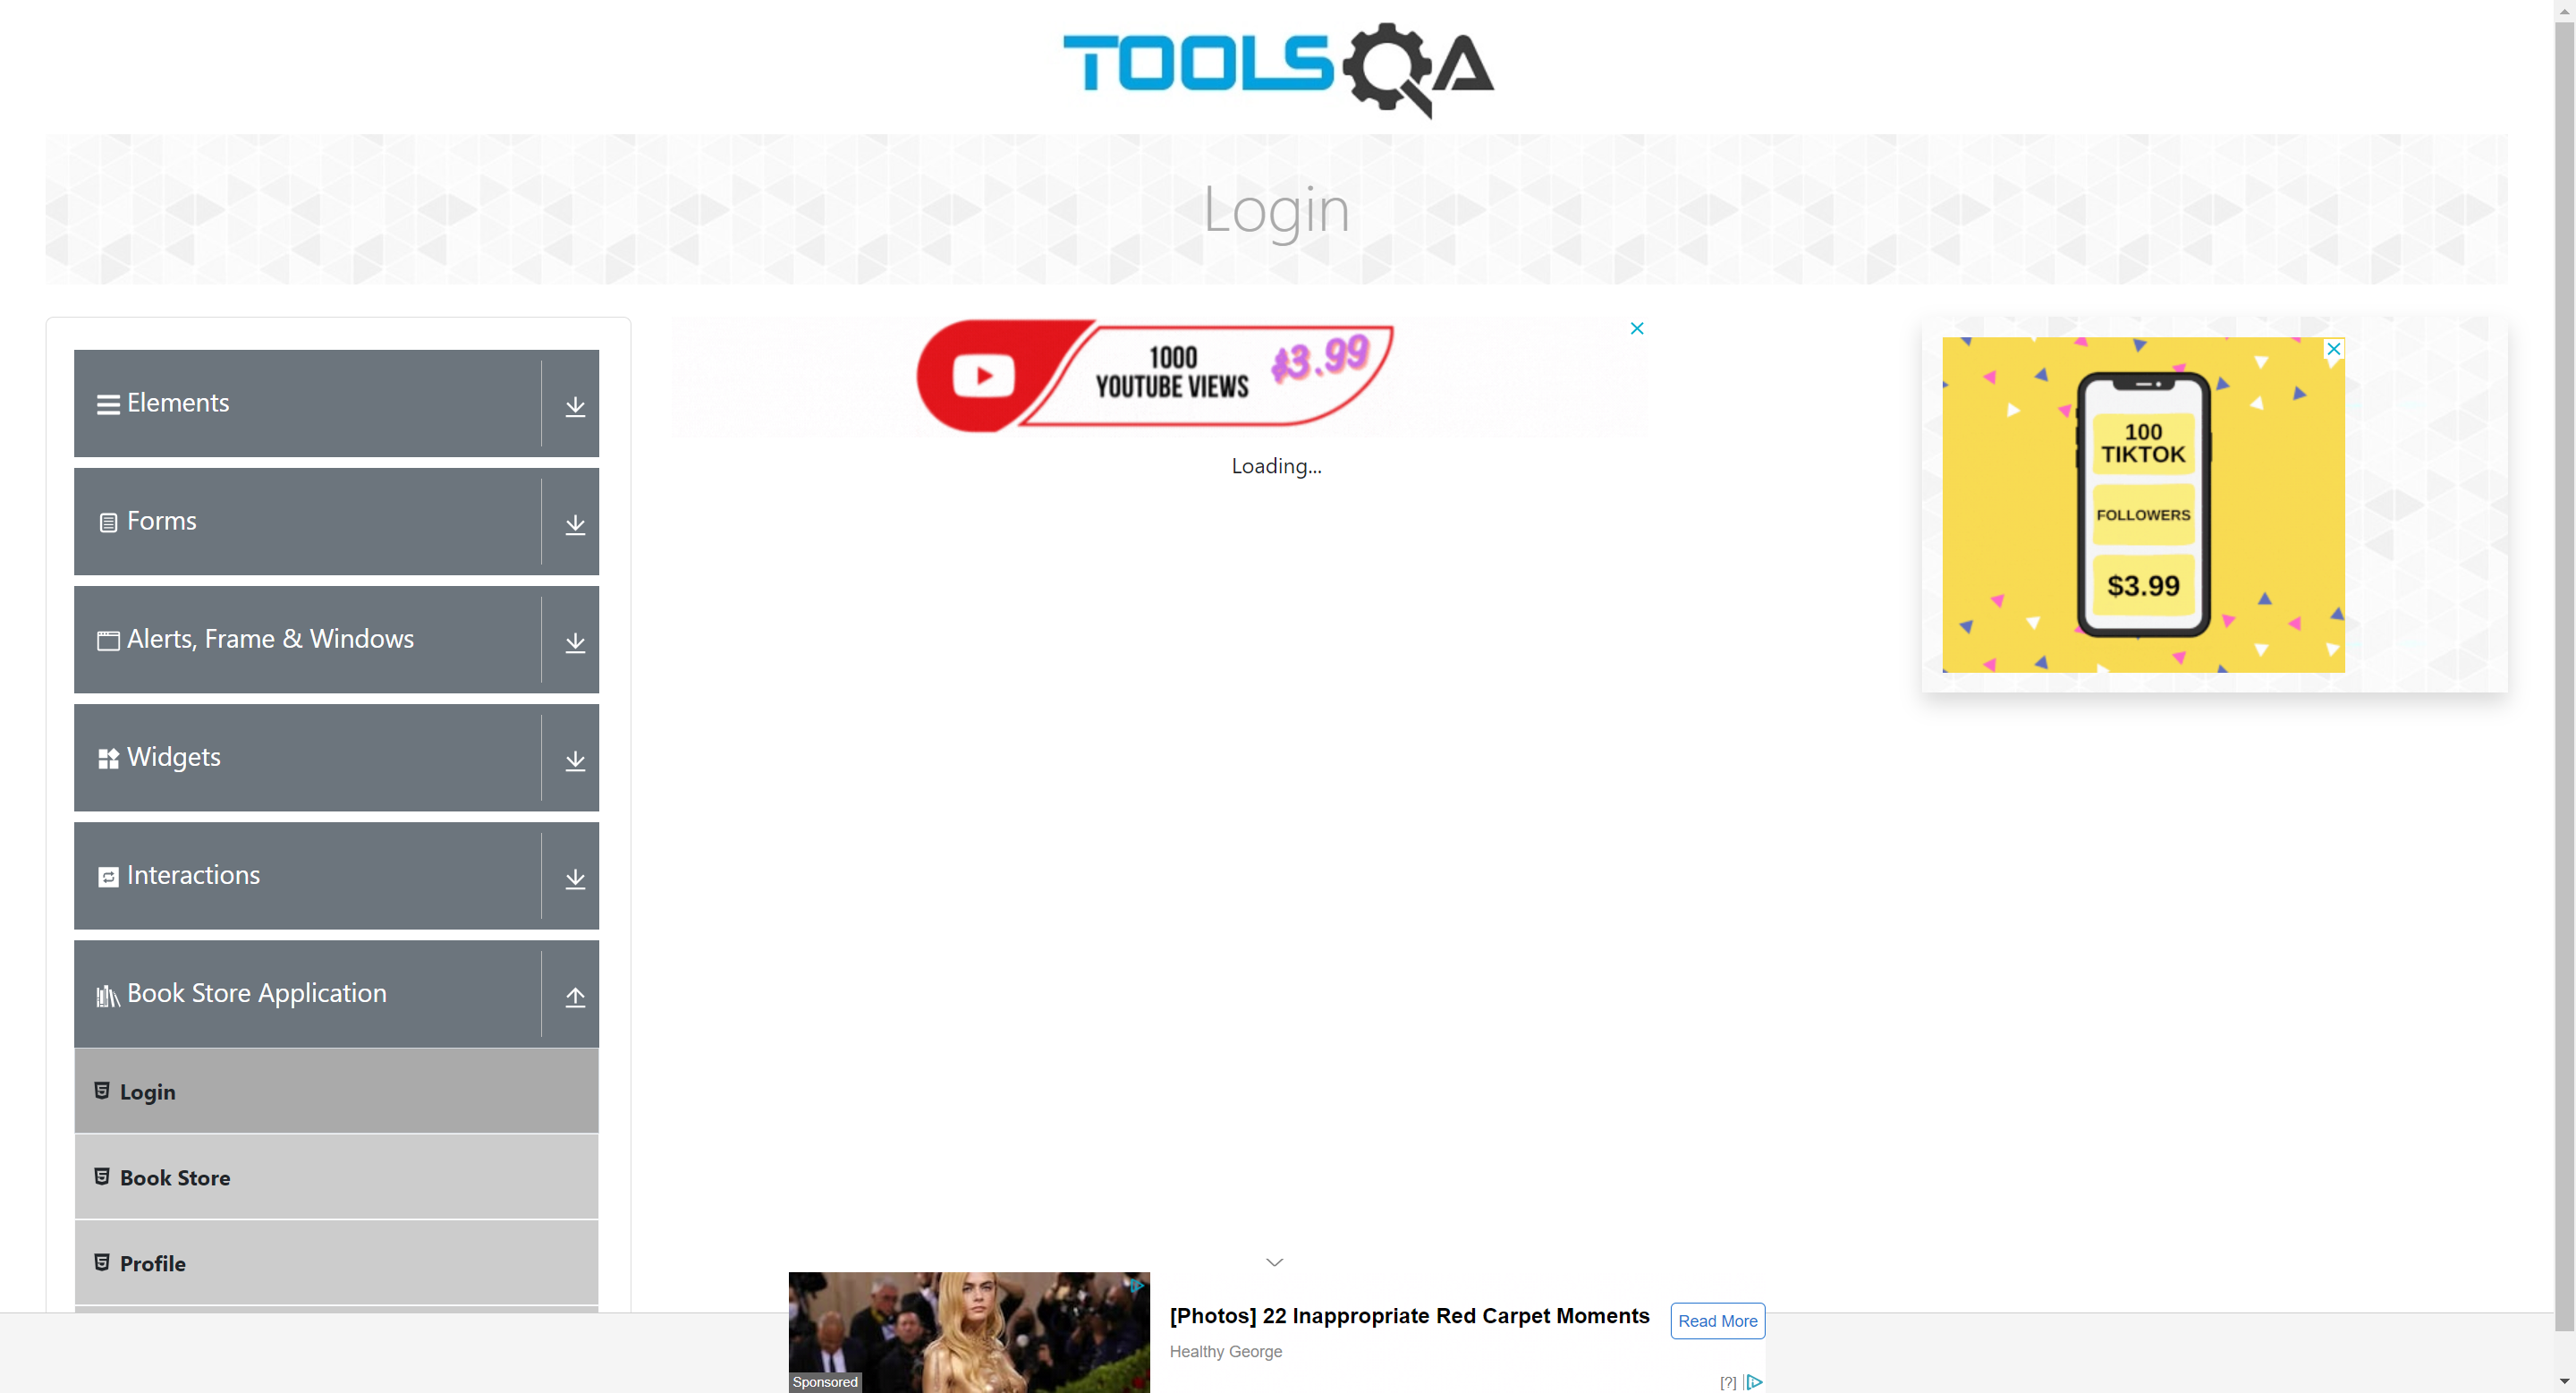 TOOLSQA
Login
Elements
Forms
Alerts, Frame & Windows
Widgets
Interactions
Book Store Application
Login
Book Store
Profile
1000
YOUTUBE VIEWS
$3.99
Loading...
100
TIKTOK
FOLLOWERS
$3.99
[Photos] 22 Inappropriate Red Carpet Moments
Read More
Healthy George
Sponsored
[?]